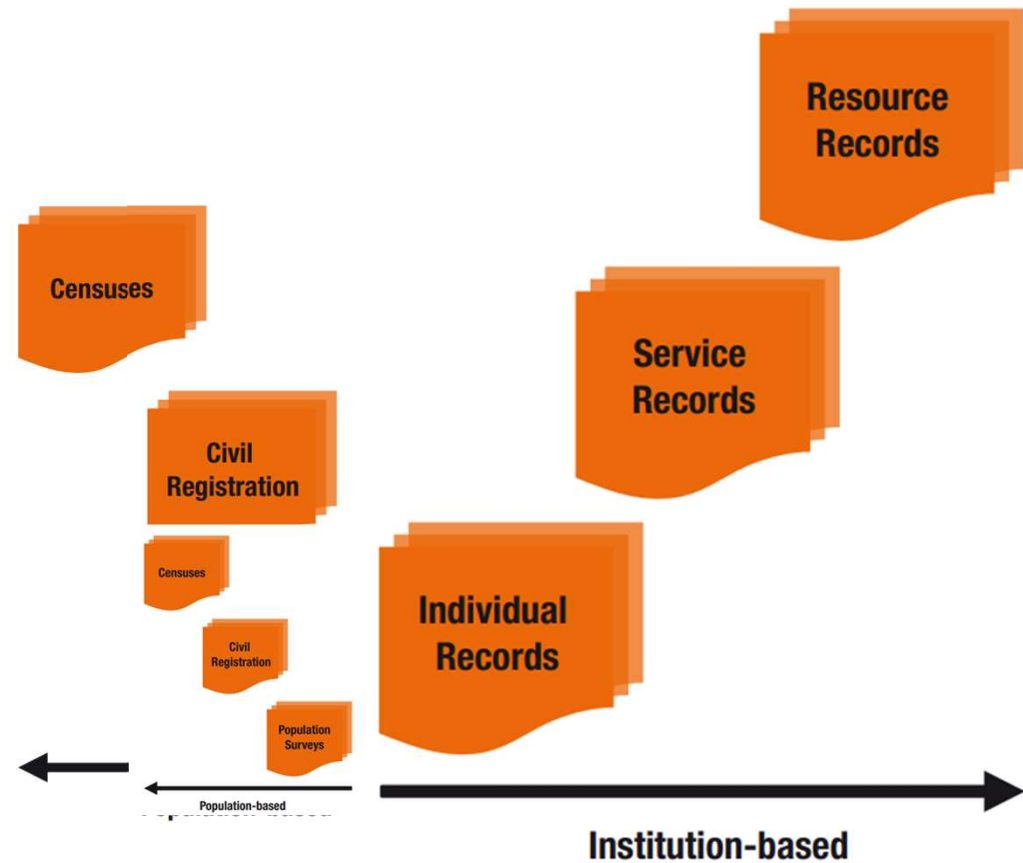 Resource
Records
Censuses
Service
Records
Civil
Registration
Censuses
Individual
Records
Civil
Registration
Population
Surveys
Population-based
Institution-based